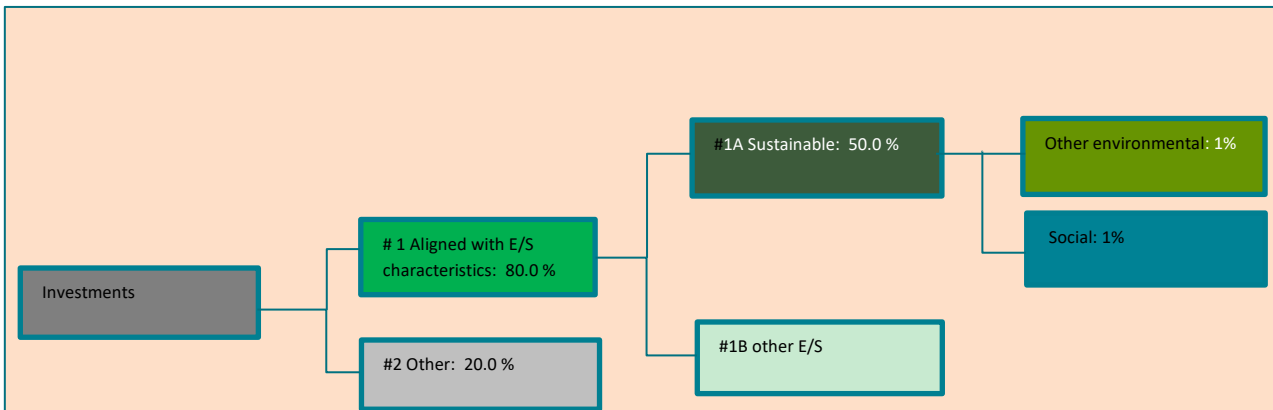 Investments
# 1 Aligned with E/S
characteristics:  80.0 %
#2 Other:  20.0 %
#1A Sustainable:  50.0 %
#1B other E/S
Other environmental: 1%
Social: 1%